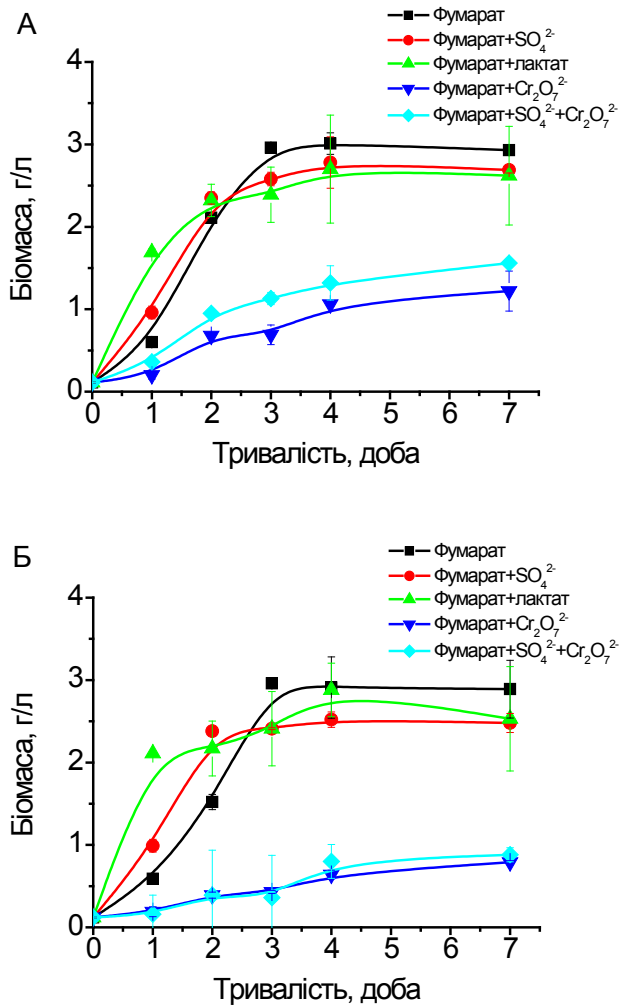 А
Фумарат
Фумарат+SO₄²⁻
Фумарат+лактат
Фумарат+Cr₂O₇²⁻
Фумарат+SO₄²⁻+Cr₂O₇²⁻
4
3
2
1
0
Біомаса, г/л
0 1 2 3 4 5 6 7
Тривалість, доба
Б
Фумарат
Фумарат+SO₄²⁻
Фумарат+лактат
Фумарат+Cr₂O₇²⁻
Фумарат+SO₄²⁻+Cr₂O₇²⁻
4
3
2
1
0
Біомаса, г/л
0 1 2 3 4 5 6 7
Тривалість, доба